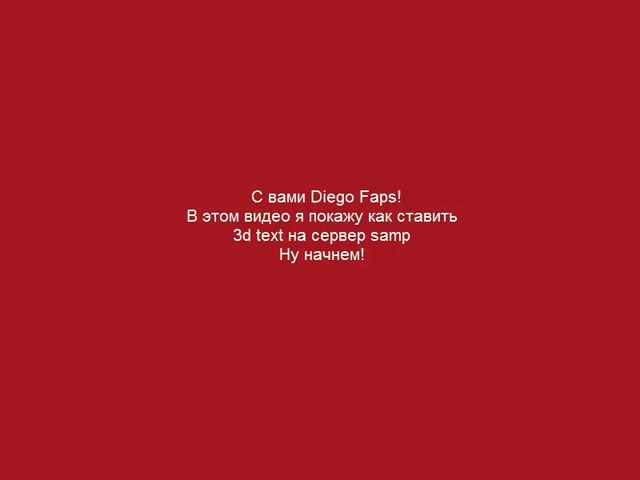 С вами Diego Faps!
В этом видео я покажу как ставить
3d text на сервер samp
Ну начнем!